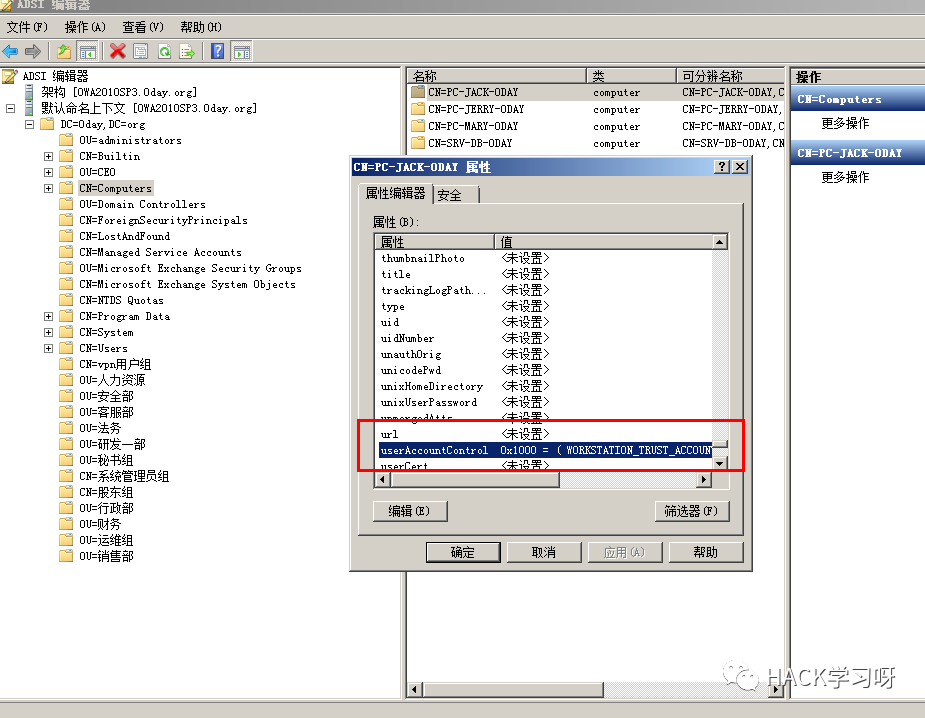 ADSI 编辑器
文件(F) 操作(A) 查看(V) 帮助(H)
ADSI 编辑器
架构 [OWA2010SP3.0day.org]
默认命名上下文 [OWA2010SP3.0day.org]
DC=0day,DC=org
OU=administrators
CN=Builtin
OU=CEO
CN=Computers
OU=Domain Controllers
CN=ForeignSecurityPrincipals
CN=LostAndFound
CN=Managed Service Accounts
OU=Microsoft Exchange Security Groups
CN=Microsoft Exchange System Objects
CN=NTDS Quotas
CN=Program Data
CN=System
CN=Users
CN=vpn用户组
OU=人力资源
OU=安全部
OU=客服部
OU=法务
OU=研发一部
OU=秘书组
CN=系统管理员组
CN=股东组
OU=行政部
OU=财务
OU=运维组
OU=销售部
名称 类 可分辨名称
CN=PC-JACK-0DAY computer CN=PC-JACK-0DAY,C
CN=PC-JERRY-0DAY computer CN=PC-JERRY-0DAY,
CN=PC-MARY-0DAY computer CN=PC-MARY-0DAY,C
CN=SRV-DB-0DAY computer CN=SRV-DB-0DAY,CN
操作
CN=Computers
更多操作
CN=PC-JACK-0DAY
更多操作
CN=PC-JACK-0DAY 属性
属性编辑器 安全
属性(B):
属性 值
thumbnailPhoto <未设置>
title <未设置>
trackingLogPath... <未设置>
type <未设置>
uid <未设置>
uidNumber <未设置>
unauthOrig <未设置>
unicodePwd <未设置>
unixHomeDirectory <未设置>
unixUserPassword <未设置>
unmergedAtts <未设置>
url <未设置>
userAccountControl 0x1000 = ( WORKSTATION_TRUST_ACCOUN
userCert <未设置>
编辑(E) 筛选器(F)
确定 取消 应用(A) 帮助
HACK学习呀